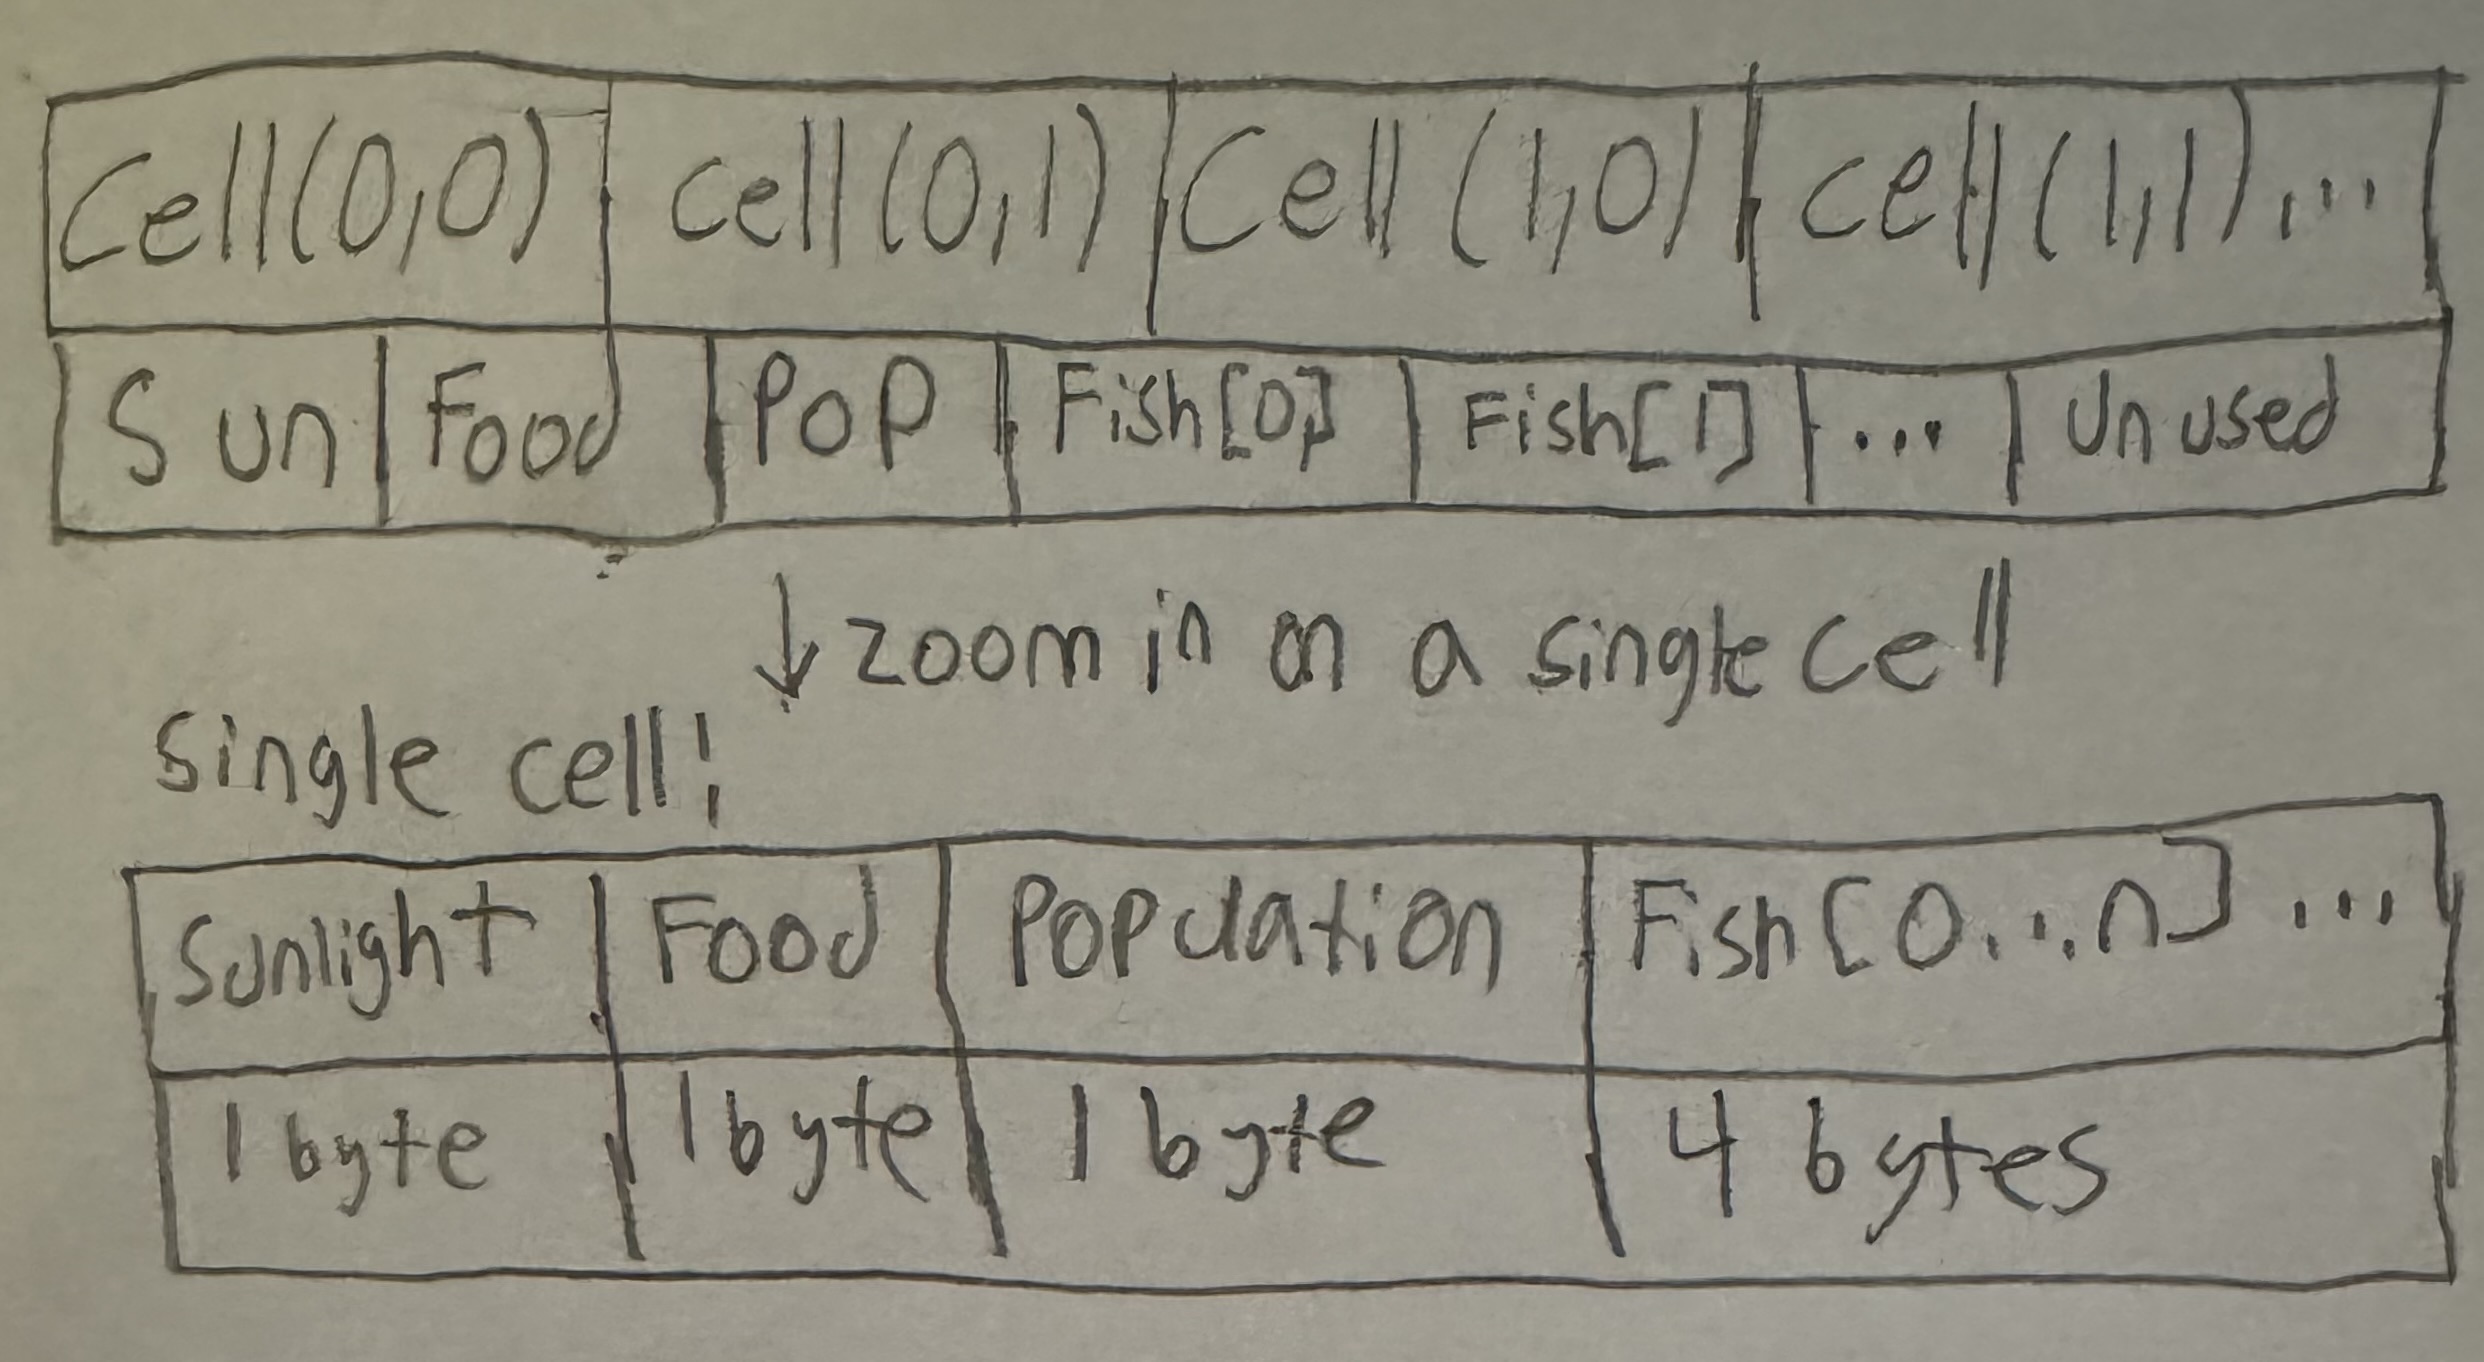 Cell(0,0) cell(0,1) Cell(1,0) cell(1,1)...
Sun Food Pop Fish[0] Fish[1] ... Unused
↓ zoom in on a single cell
single cell:
Sunlight Food Population Fish[0...n]...
1 byte 1 byte 1 byte 4 bytes